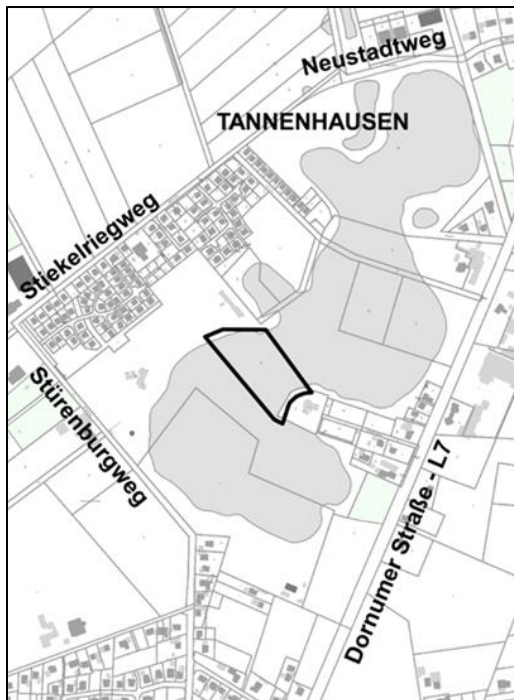 Neustadtweg
TANNENHAUSEN
Stiekelriegweg
Stürenburgweg
Dornumer Straße - L7